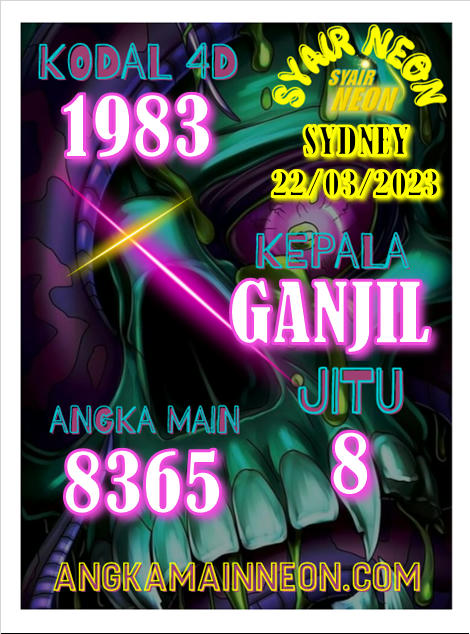 KODAL 4D
1983
SYAIR NEON
SYAIR
NEON
SYDNEY
22/03/2023
KEPALA
GANJIL
JITU
8
ANGKA MAIN
8365
ANGKAMAINNEON.COM